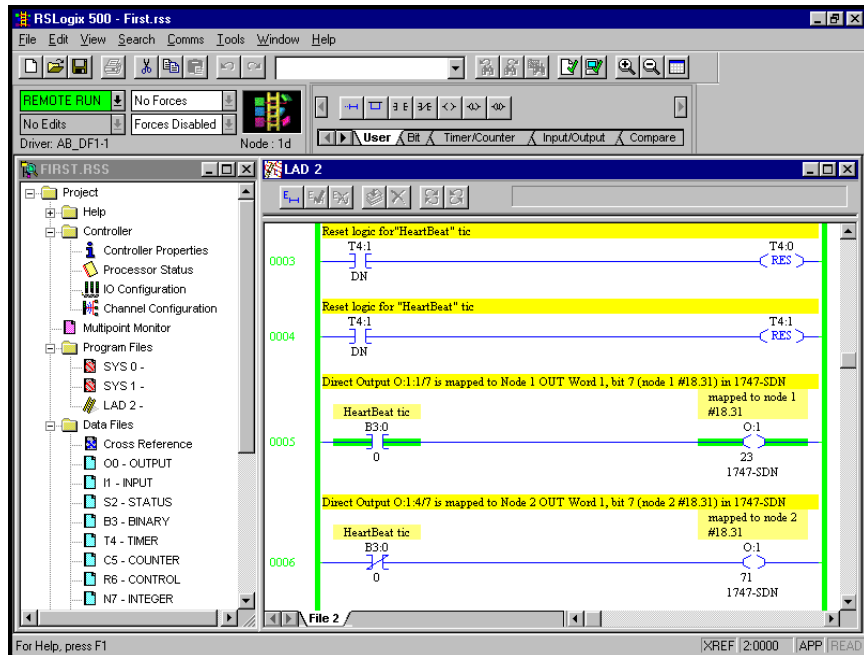 RSLogix 500 - First.rss
File Edit View Search Comms Tools Window Help
REMOTE RUN
No Forces
No Edits
Forces Disabled
Driver: AB_DF1-1
Node : 1d
User Bit Timer/Counter Input/Output Compare
FIRST.RSS
Project
Help
Controller
Controller Properties
Processor Status
IO Configuration
Channel Configuration
Multipoint Monitor
Program Files
SYS 0 -
SYS 1 -
LAD 2 -
Data Files
Cross Reference
O0 - OUTPUT
I1 - INPUT
S2 - STATUS
B3 - BINARY
T4 - TIMER
C5 - COUNTER
R6 - CONTROL
N7 - INTEGER
LAD 2
Reset logic for"HeartBeat" tic
T4:1
T4:0
0003
RES
DN
Reset logic for "HeartBeat" tic
T4:1
T4:1
0004
RES
DN
Direct Output O:1:1/7 is mapped to Node 1 OUT Word 1, bit 7 (node 1 #18.31) in 1747-SDN
mapped to node 1
HeartBeat tic
#18.31
B3:0
O:1
0005
0
23
1747-SDN
Direct Output O:1:4/7 is mapped to Node 2 OUT Word 1, bit 7 (node 2 #18.31) in 1747-SDN
mapped to node 2
HeartBeat tic
#18.31
B3:0
O:1
0006
0
71
1747-SDN
File 2
For Help, press F1
XREF 2:0000 APP READ